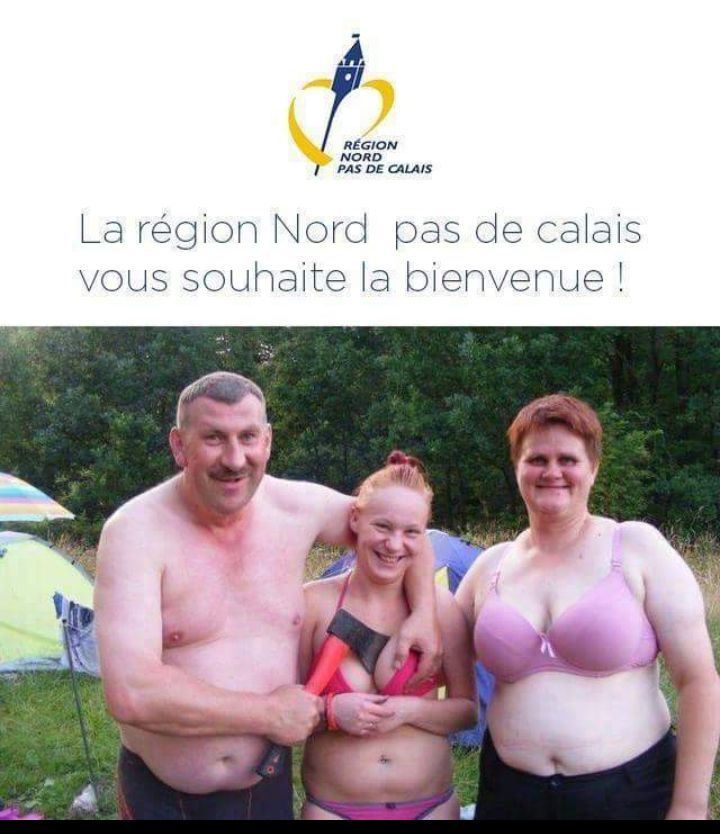 RÉGION
NORD
PAS DE CALAIS
La région Nord pas de calais
vous souhaite la bienvenue !